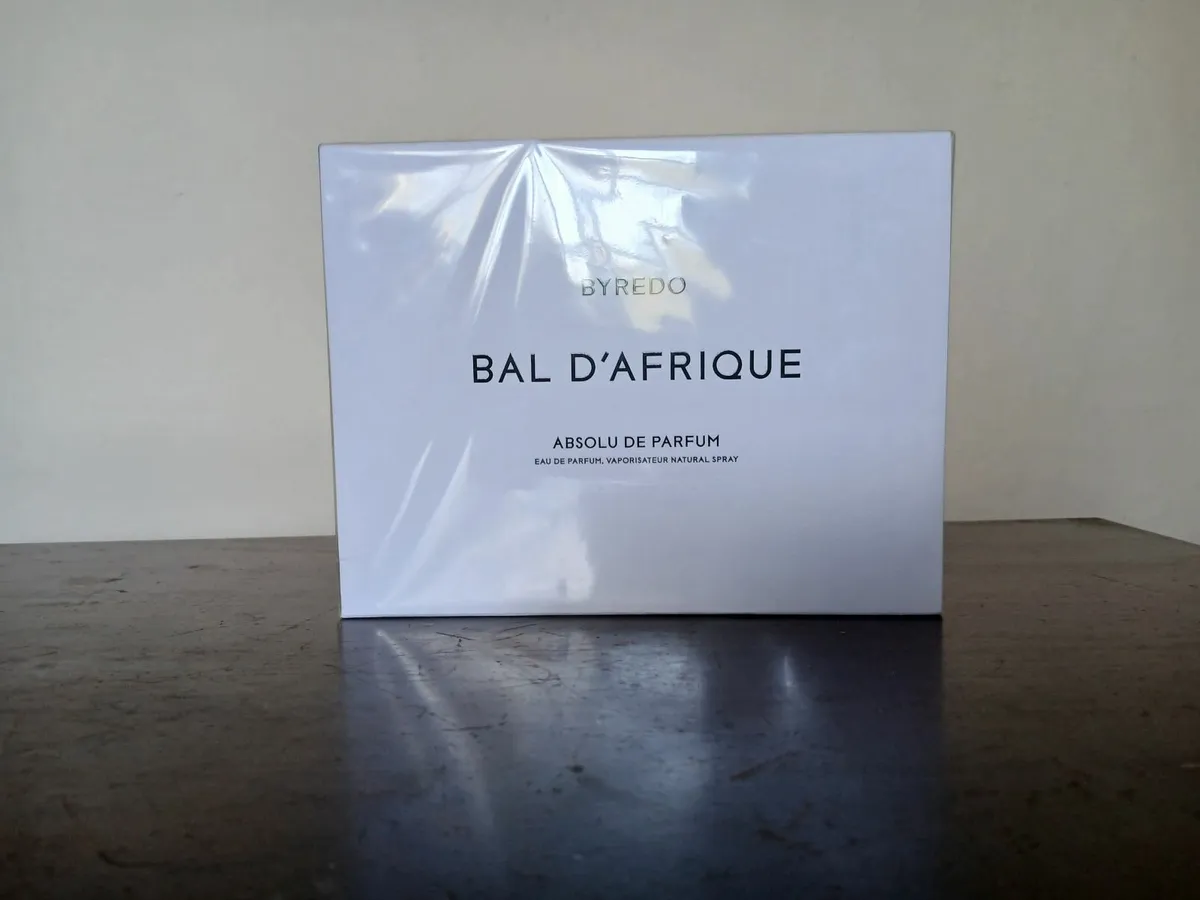 BYREDO
BAL D'AFRIQUE
ABSOLU DE PARFUM
EAU DE PARFUM, VAPORISATEUR NATURAL SPRAY